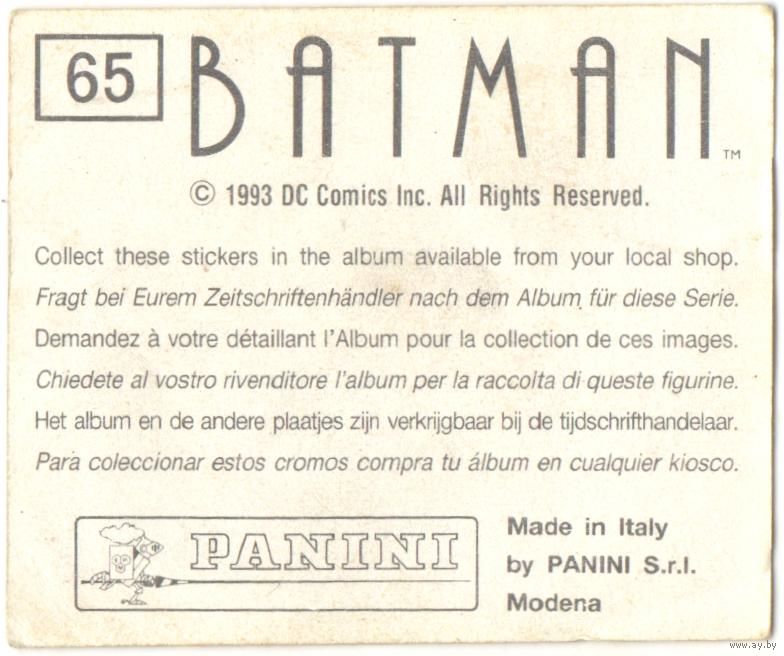 65
BATMAN™
© 1993 DC Comics Inc. All Rights Reserved.
Collect these stickers in the album available from your local shop.
Fragt bei Eurem Zeitschriftenhändler nach dem Album für diese Serie.
Demandez à votre détaillant l'Album pour la collection de ces images.
Chiedete al vostro rivenditore l'album per la raccolta di queste figurine.
Het album en de andere plaatjes zijn verkrijgbaar bij de tijdschrifthandelaar.
Para coleccionar estos cromos compra tu álbum en cualquier kiosco.
PANINI
Made in Italy
by PANINI S.r.l.
Modena
www.ay.by